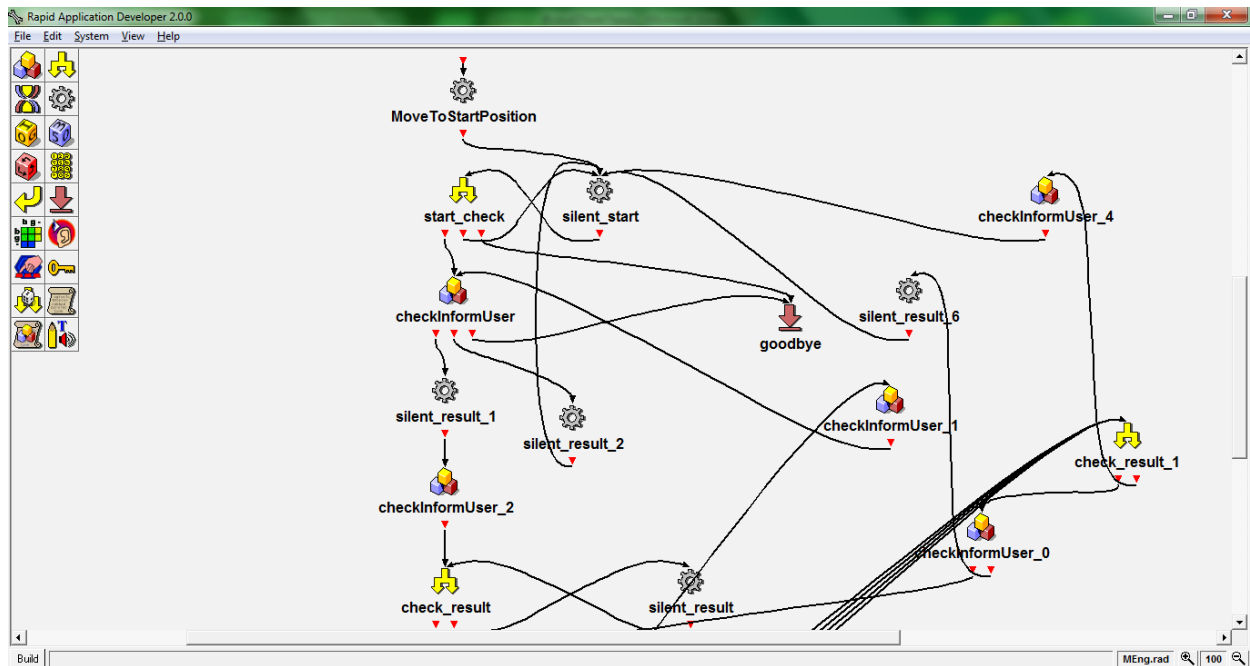 Rapid Application Developer 2.0.0
File Edit System View Help
MoveToStartPosition
start_check
silent_start
checkInformUser_4
checkInformUser
silent_result_6
goodbye
silent_result_1
silent_result_2
checkInformUser_1
check_result_1
checkInformUser_2
checkInformUser_0
check_result
silent_result
Build
MEng.rad
100